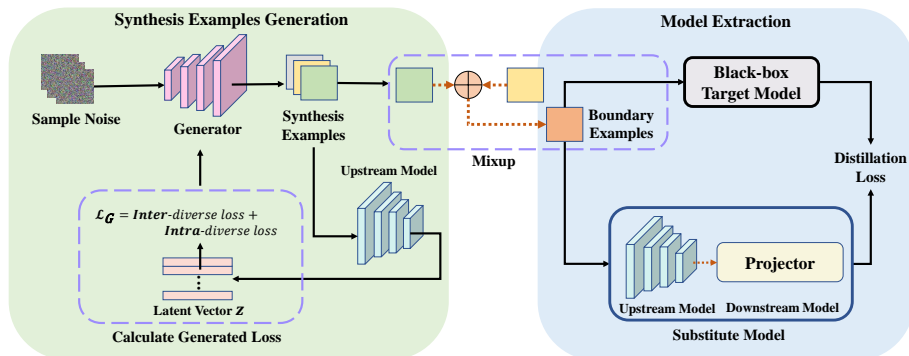 Synthesis Examples Generation
Sample Noise
Generator
Synthesis
Examples
Upstream Model
ℒG = Inter-diverse loss +
Intra-diverse loss
Latent Vector Z
Calculate Generated Loss
Mixup
Boundary
Examples
Model Extraction
Black-box
Target Model
Distillation
Loss
Projector
Upstream Model
Downstream Model
Substitute Model